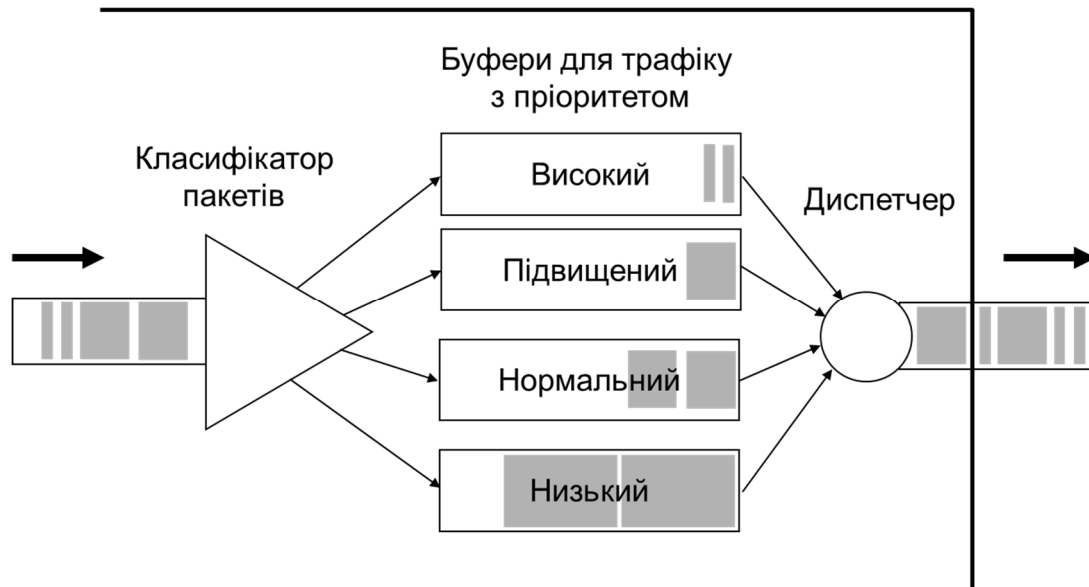 Буфери для трафіку
з пріоритетом
Класифікатор
пакетів
Високий
Диспетчер
Підвищений
Нормальний
Низький